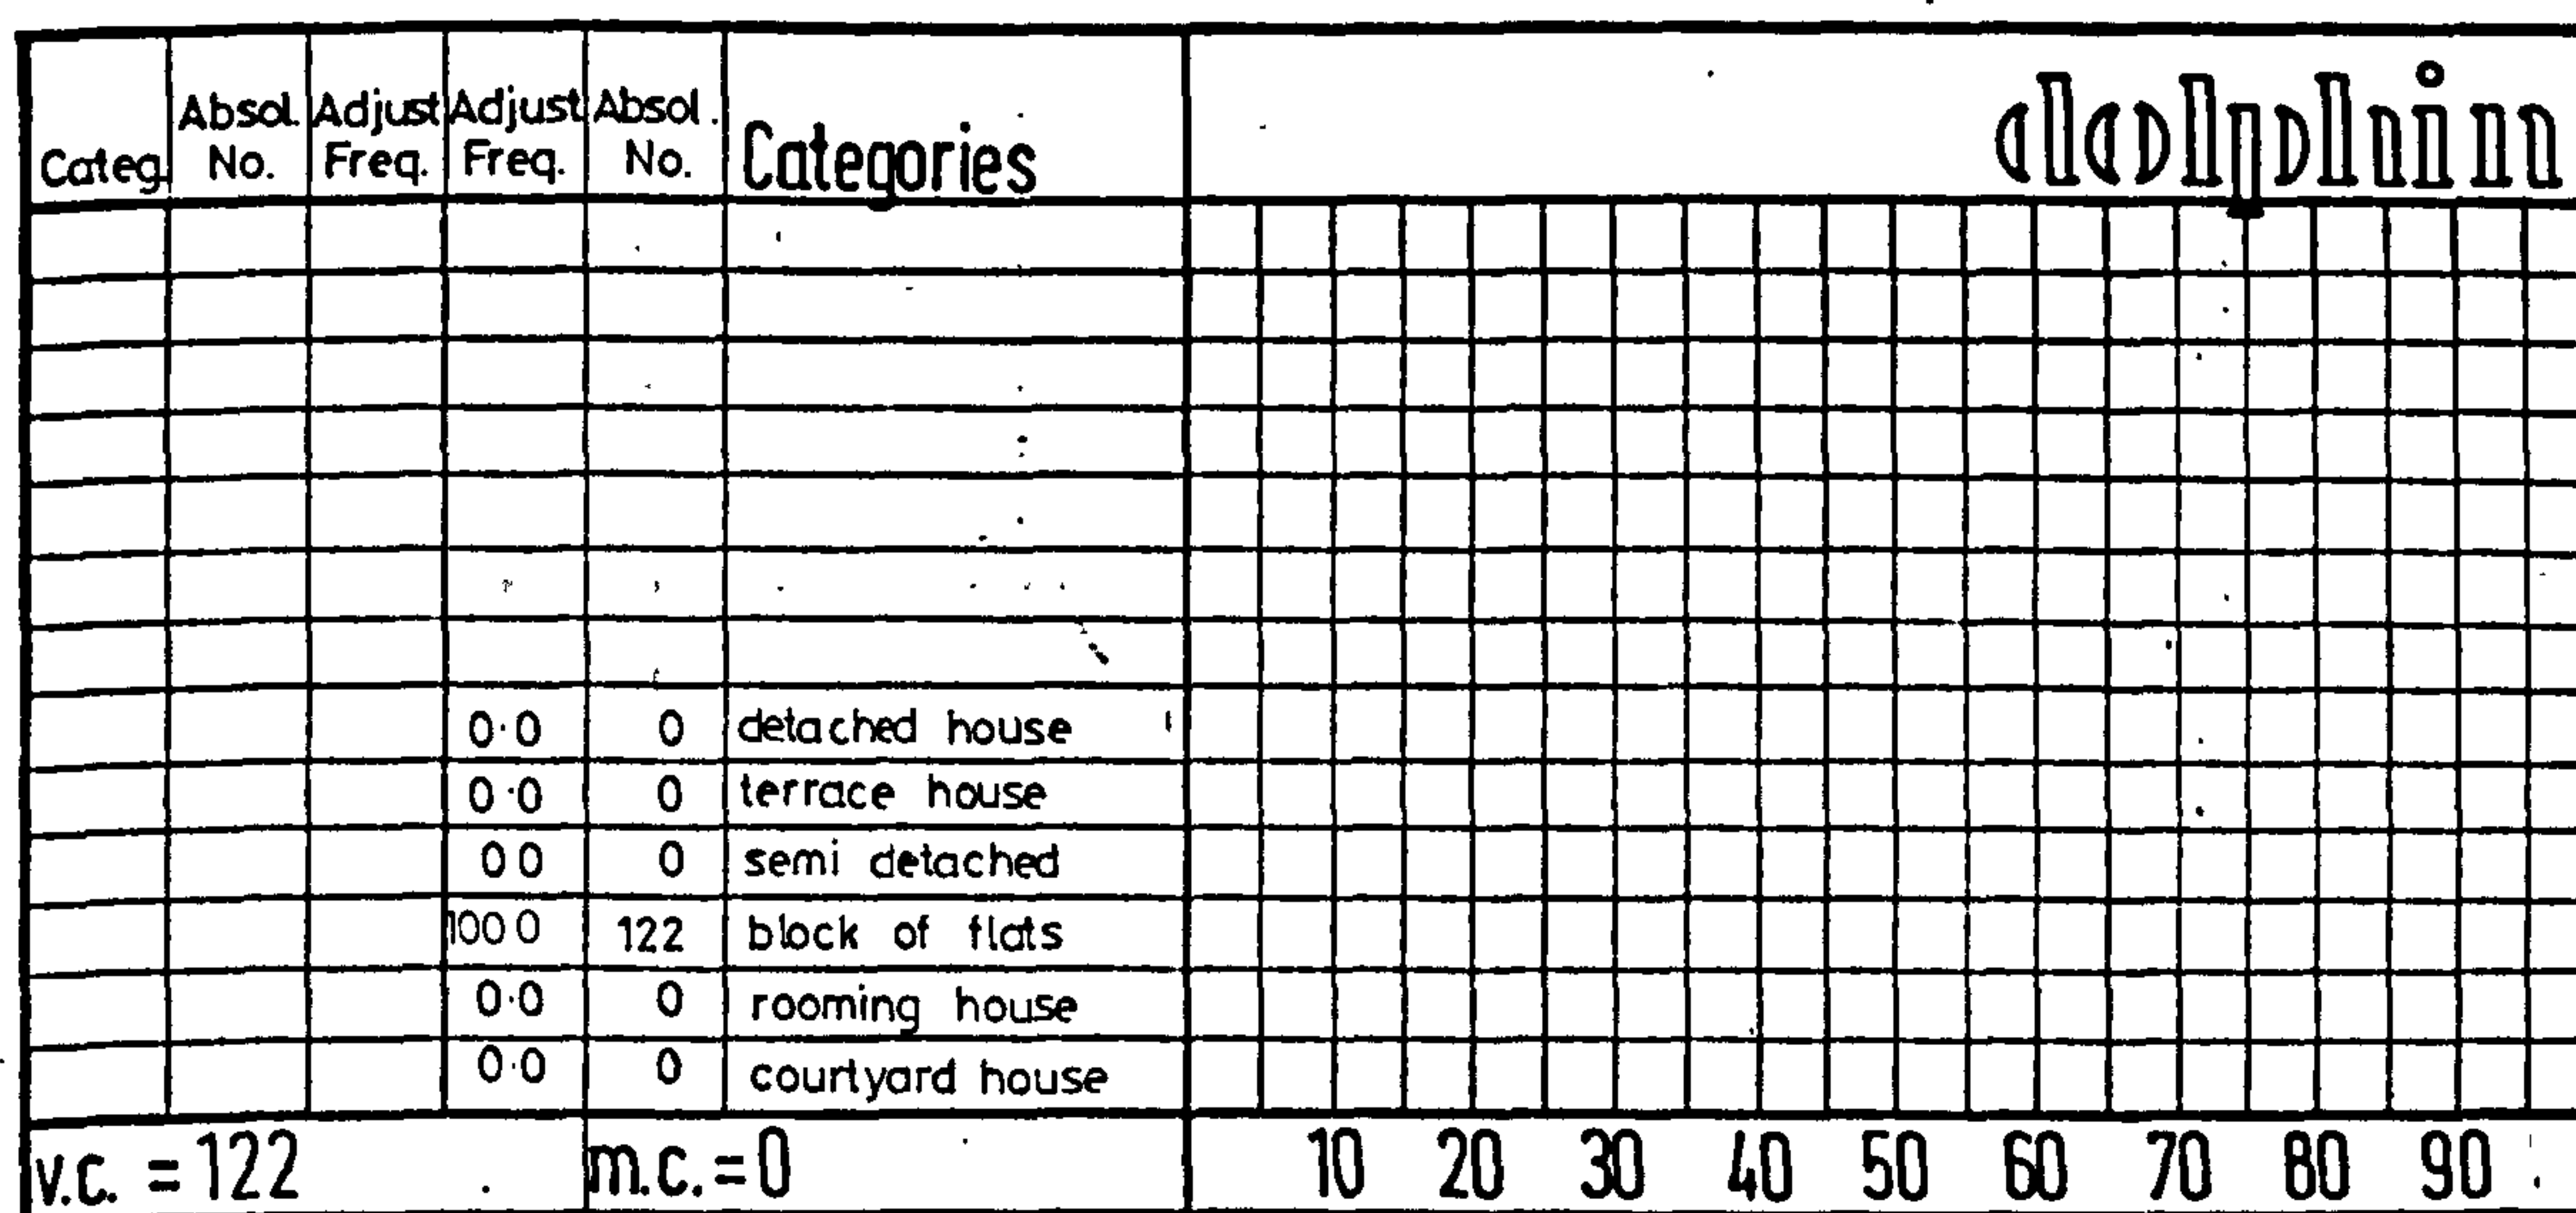 Categ. Absol. No. Adjust Freq. Adjust Freq. Absol. No. Categories
0·0 0 detached house
0·0 0 terrace house
0 0 0 semi detached
100 0 122 block of flats
0·0 0 rooming house
0·0 0 courtyard house
v.c. = 122 m.c. = 0 10 20 30 40 50 60 70 80 90